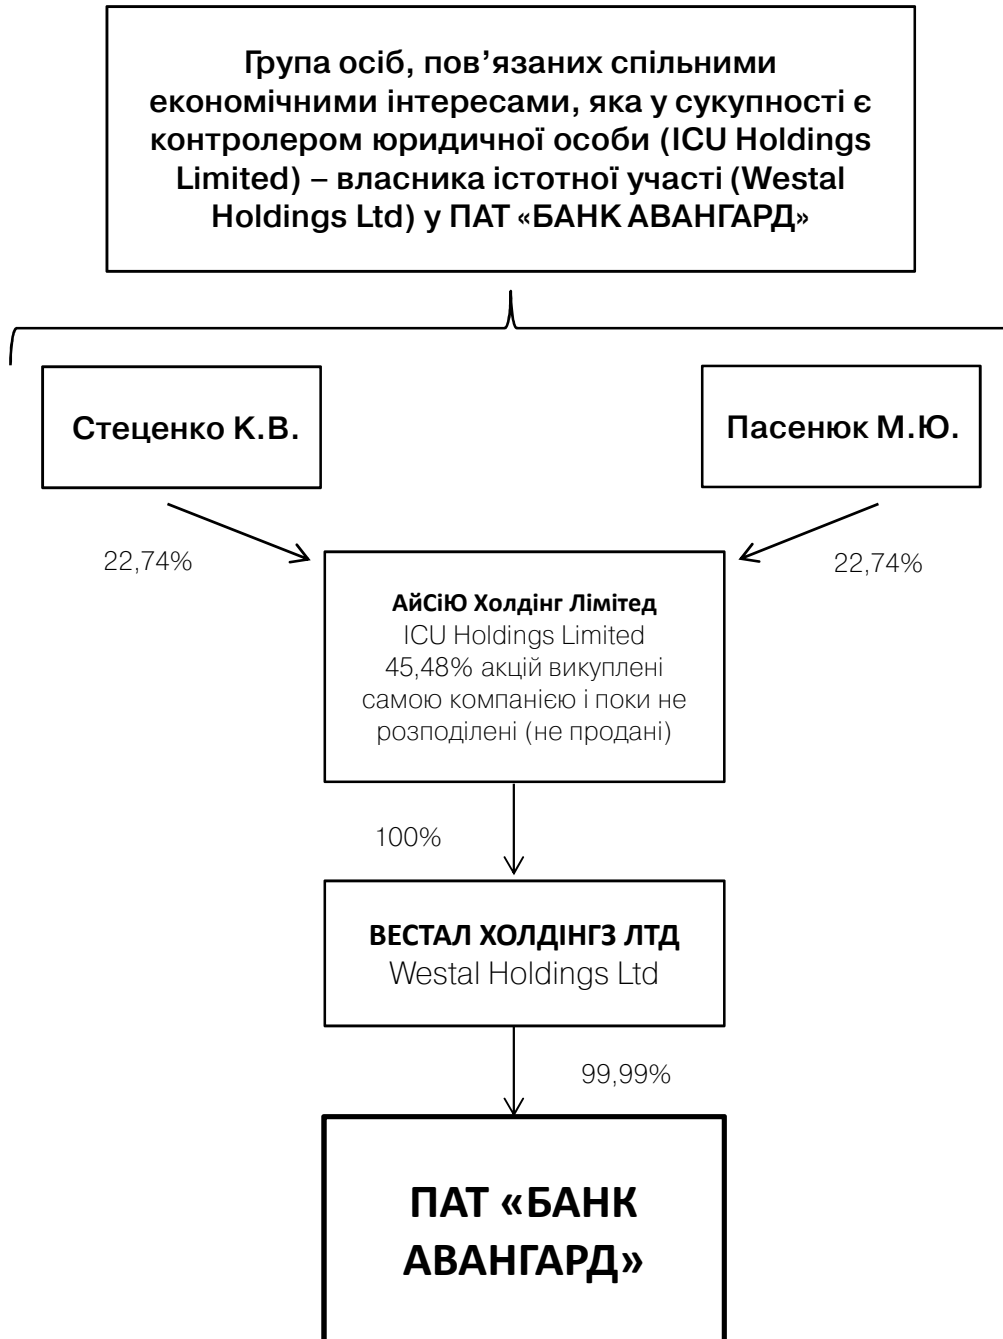 Група осіб, пов’язаних спільними
економічними інтересами, яка у сукупності є
контролером юридичної особи (ICU Holdings
Limited) – власника істотної участі (Westal
Holdings Ltd) у ПАТ «БАНК АВАНГАРД»
Стеценко К.В.
Пасенюк М.Ю.
22,74%
22,74%
АйСіЮ Холдінг Лімітед
ICU Holdings Limited
45,48% акцій викуплені
самою компанією і поки не
розподілені (не продані)
100%
ВЕСТАЛ ХОЛДІНГЗ ЛТД
Westal Holdings Ltd
99,99%
ПАТ «БАНК
АВАНГАРД»